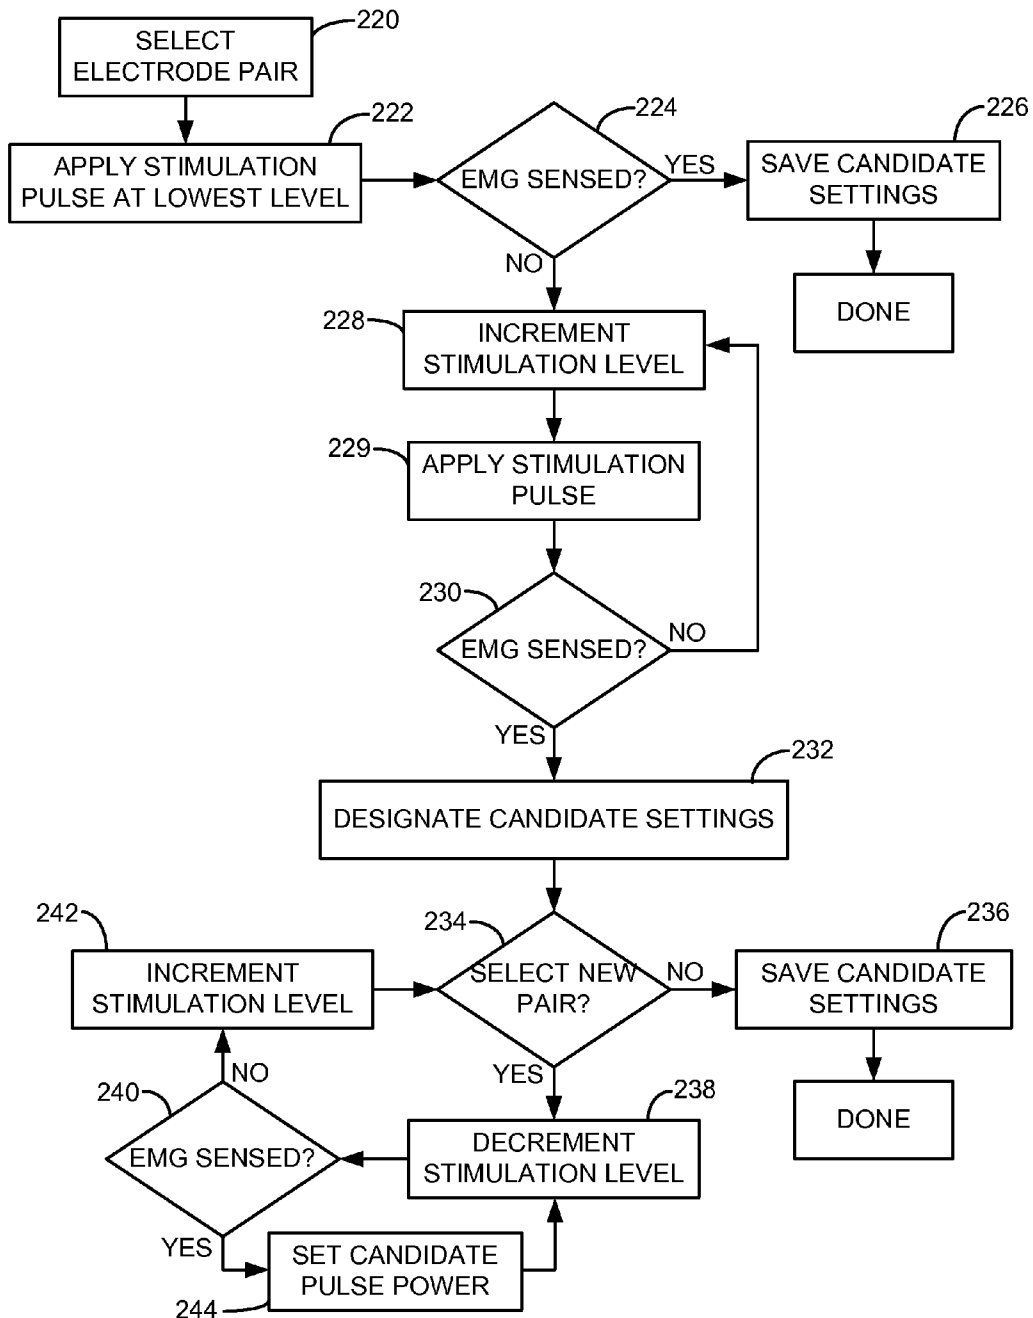 220
SELECT
ELECTRODE PAIR
222
APPLY STIMULATION
PULSE AT LOWEST LEVEL
224
EMG SENSED?
YES
NO
226
SAVE CANDIDATE
SETTINGS
DONE
228
INCREMENT
STIMULATION LEVEL
229
APPLY STIMULATION
PULSE
230
EMG SENSED?
NO
YES
232
DESIGNATE CANDIDATE SETTINGS
234
SELECT NEW
PAIR?
NO
YES
236
SAVE CANDIDATE
SETTINGS
DONE
238
DECREMENT
STIMULATION LEVEL
240
EMG SENSED?
NO
YES
242
INCREMENT
STIMULATION LEVEL
SET CANDIDATE
PULSE POWER
244